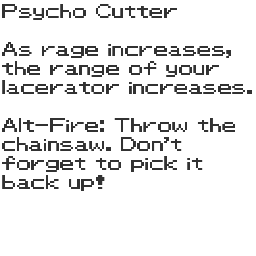 Psycho Cutter
As rage increases,
the range of your
lacerator increases.
Alt-Fire: Throw the
chainsaw. Don't
forget to pick it
back up!